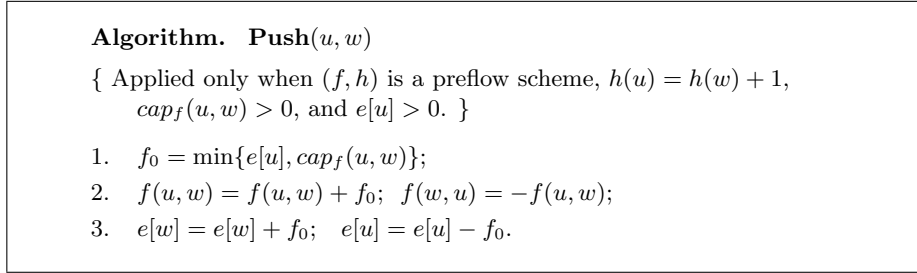 Algorithm. Push(u, w)
{ Applied only when (f, h) is a preflow scheme, h(u) = h(w) + 1,
cap_f(u, w) > 0, and e[u] > 0. }
1. f_0 = min{e[u], cap_f(u, w)};
2. f(u, w) = f(u, w) + f_0; f(w, u) = −f(u, w);
3. e[w] = e[w] + f_0; e[u] = e[u] − f_0.